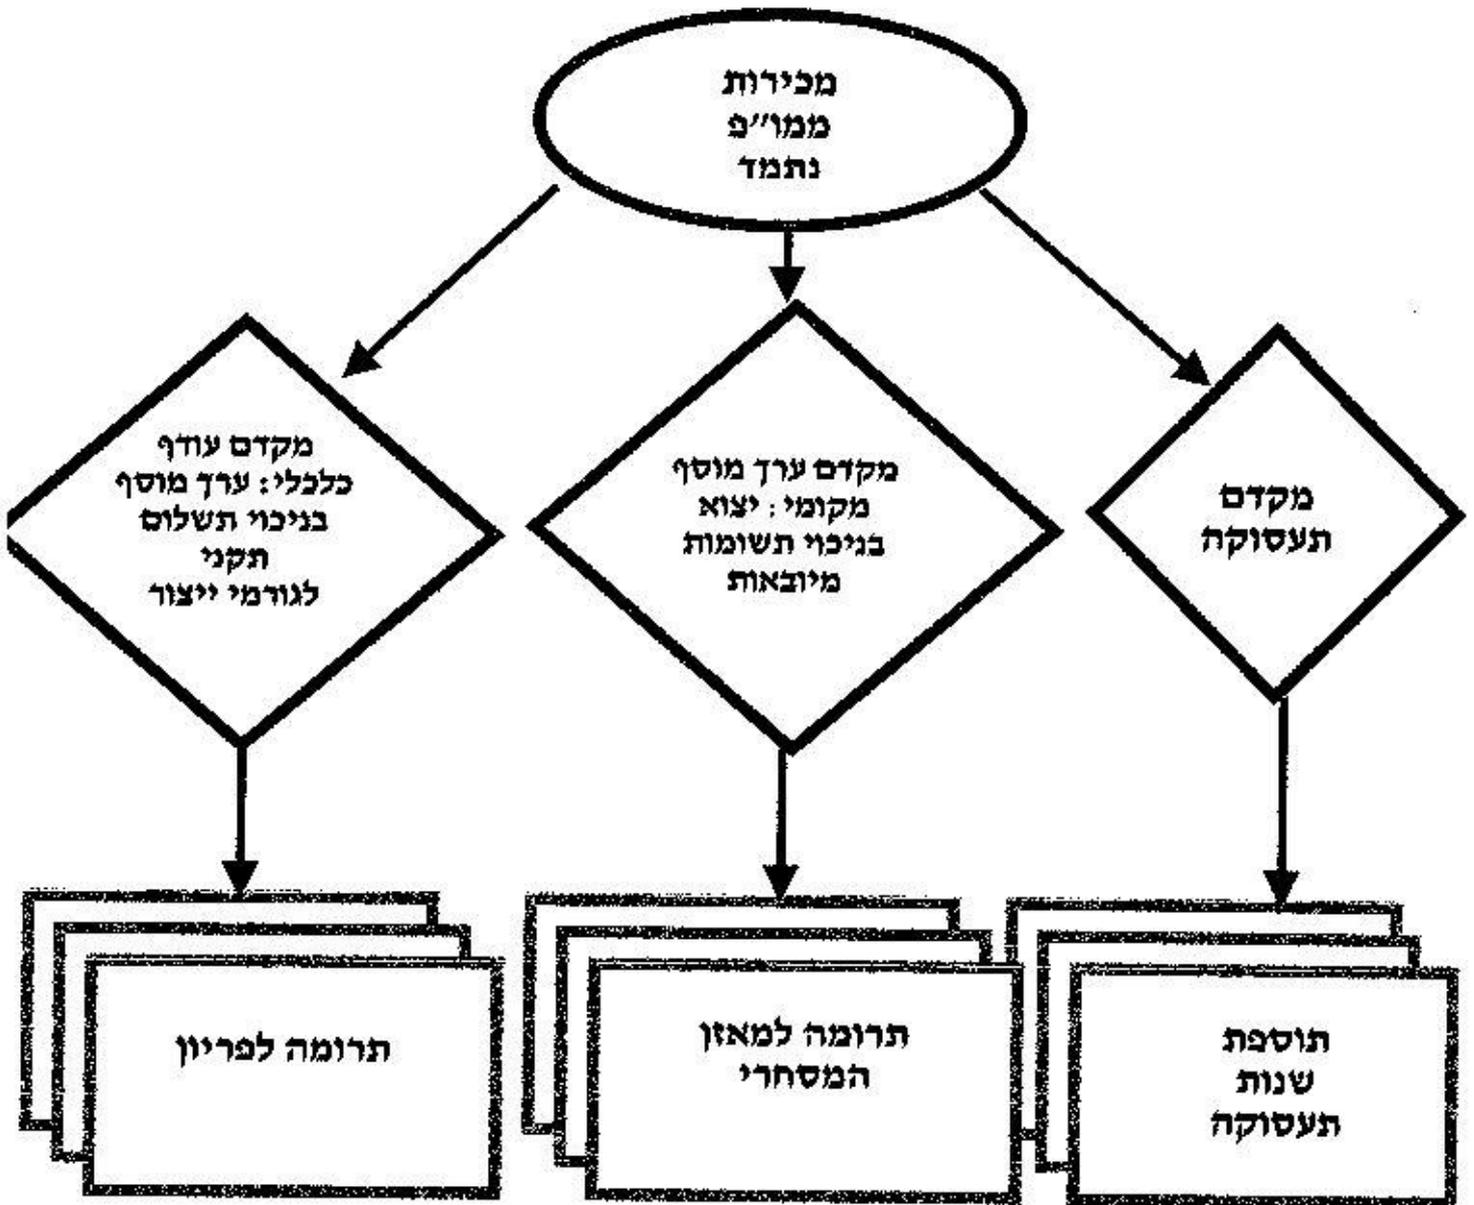 מכירות
ממו״פ
נתמד
מקדם
תעסוקה
מקדם ערך מוסף
מקומי: יצוא
בניכוי תשומות
מיובאות
מקדם עודף
כלכלי: ערך מוסף
בניכוי תשלום
תקני
לגורמי ייצור
תוספת
שנות
תעסוקה
תרומה למאזן
המסחרי
תרומה לפריון